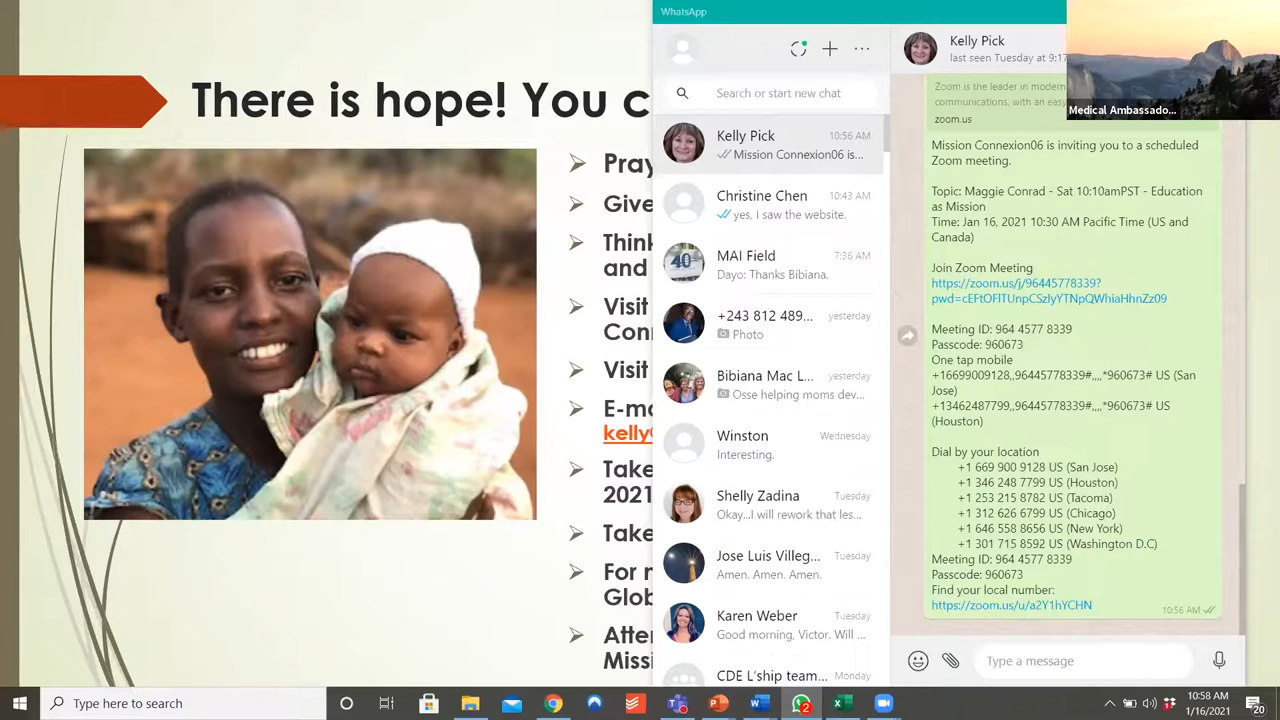 There is hope! You c
Pray
Give
Think
and
Visit
Conn
Visit
E-ma
kelly@
Take
2021
Take
For m
Glob
Atte
Missi
WhatsApp
Search or start new chat
Kelly Pick 10:56 AM
Mission Connexion06 is...
Christine Chen 10:43 AM
yes, I saw the website.
MAI Field 7:36 AM
Dayo: Thanks Bibiana.
+243 812 489... yesterday
Photo
Bibiana Mac L... yesterday
Osse helping moms dev...
Winston Wednesday
Interesting.
Shelly Zadina Tuesday
Okay...I will rework that les...
Jose Luis Villeg... Tuesday
Amen. Amen. Amen.
Karen Weber Tuesday
Good morning, Victor. Will ...
CDE L'ship team... Monday
40
Kelly Pick
last seen Tuesday at 9:17
Medical Ambassado...
Zoom is the leader in modern
communications, with an easy
zoom.us
Mission Connexion06 is inviting you to a scheduled
Zoom meeting.
Topic: Maggie Conrad - Sat 10:10amPST - Education
as Mission
Time: Jan 16, 2021 10:30 AM Pacific Time (US and
Canada)
Join Zoom Meeting
https://zoom.us/j/96445778339?
pwd=cEFtOFlTUnpCSzJyYTNpQWhiaHhnZz09
Meeting ID: 964 4577 8339
Passcode: 960673
One tap mobile
+16699009128,,96445778339#,,,,*960673# US (San
Jose)
+13462487799,,96445778339#,,,,*960673# US
(Houston)
Dial by your location
+1 669 900 9128 US (San Jose)
+1 346 248 7799 US (Houston)
+1 253 215 8782 US (Tacoma)
+1 312 626 6799 US (Chicago)
+1 646 558 8656 US (New York)
+1 301 715 8592 US (Washington D.C)
Meeting ID: 964 4577 8339
Passcode: 960673
Find your local number:
https://zoom.us/u/a2Y1hYCHN
10:56 AM
Type a message
Type here to search
2
10:58 AM
1/16/2021
20